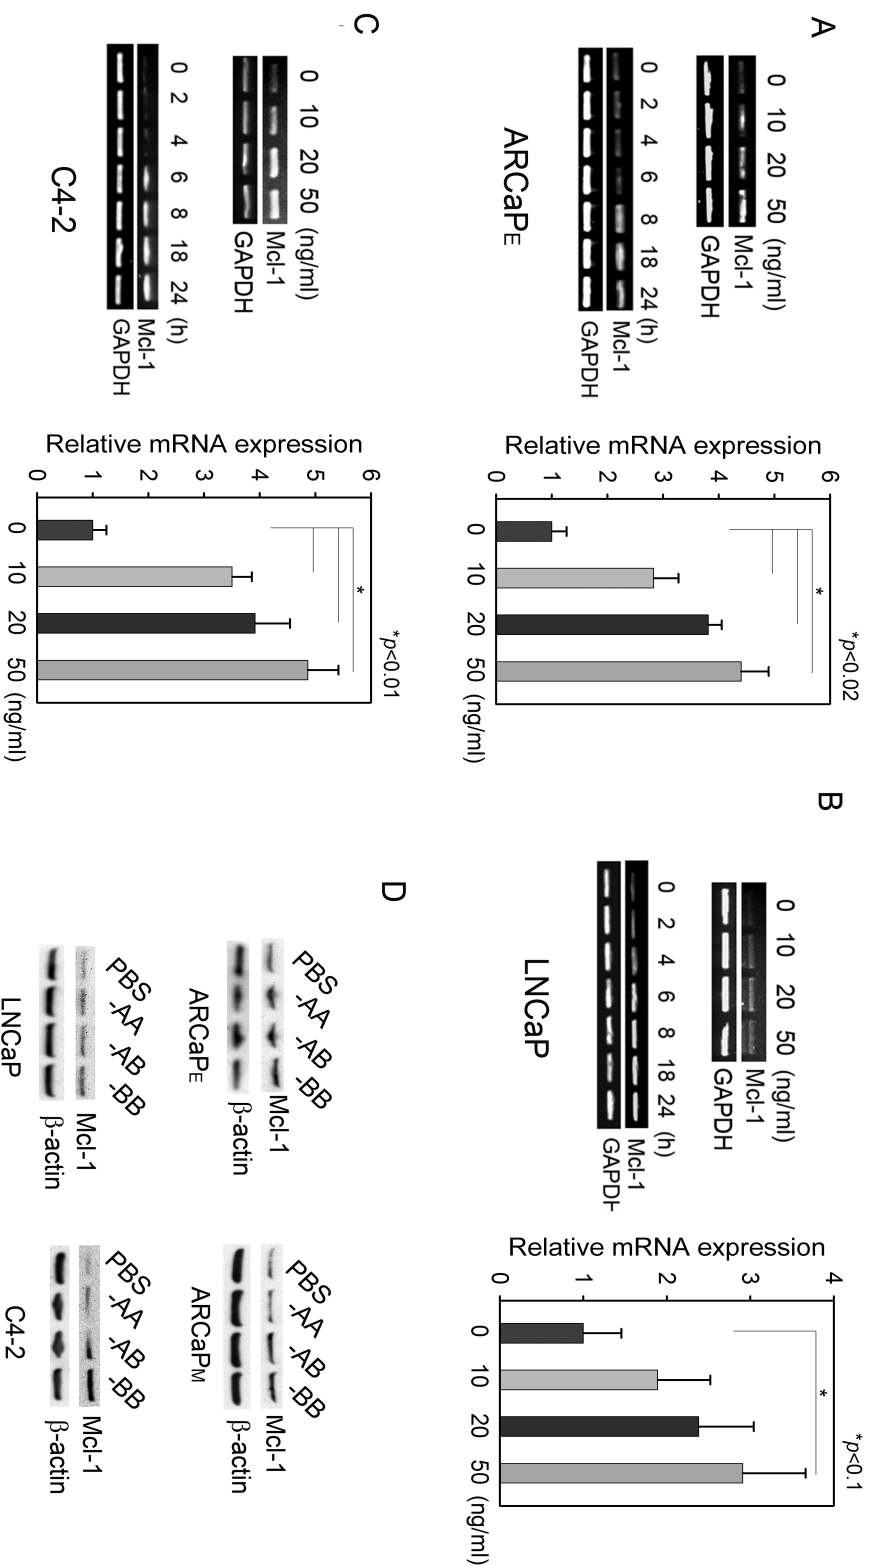 A
0 10 20 50 (ng/ml)
Mcl-1
GAPDH
0 2 4 6 8 18 24 (h)
Mcl-1
GAPDH
ARCaPE
Relative mRNA expression
6
5
4
3
2
1
0
*p<0.02
*
0 10 20 50 (ng/ml)
B
0 10 20 50 (ng/ml)
Mcl-1
GAPDH
0 2 4 6 8 18 24 (h)
Mcl-1
GAPDH
LNCaP
Relative mRNA expression
4
3
2
1
0
*p<0.1
*
0 10 20 50 (ng/ml)
C
0 10 20 50 (ng/ml)
Mcl-1
GAPDH
0 2 4 6 8 18 24 (h)
Mcl-1
GAPDH
C4-2
Relative mRNA expression
6
5
4
3
2
1
0
*p<0.01
*
0 10 20 50 (ng/ml)
D
PBS -AA -AB -BB
Mcl-1
β-actin
ARCaPE
PBS -AA -AB -BB
Mcl-1
β-actin
ARCaPM
PBS -AA -AB -BB
Mcl-1
β-actin
LNCaP
PBS -AA -AB -BB
Mcl-1
β-actin
C4-2